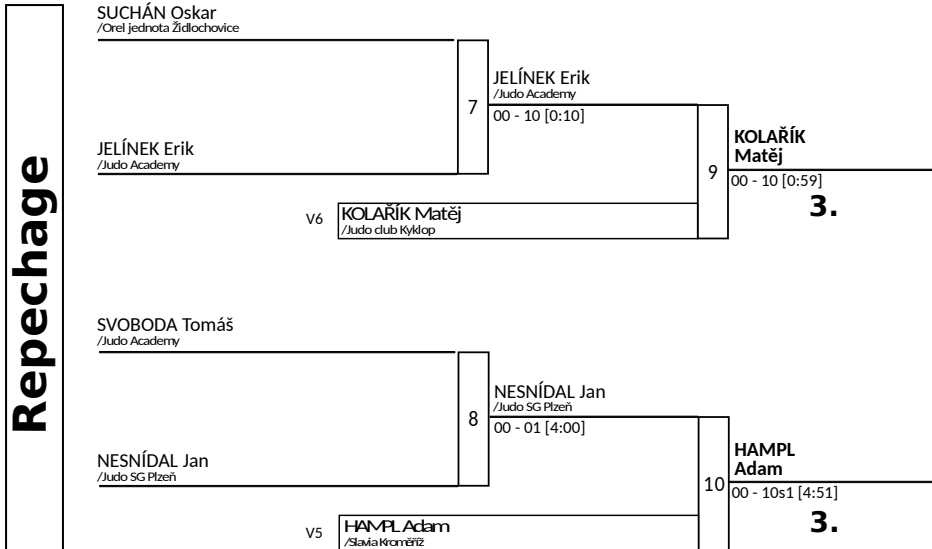 Repechage
SUCHÁN Oskar
/Orel jednota Židlochovice
7
JELÍNEK Erik
/Judo Academy
00 - 10 [0:10]
JELÍNEK Erik
/Judo Academy
9
KOLAŘÍK
Matěj
00 - 10 [0:59]
3.
V6
KOLAŘÍK Matěj
/Judo club Kyklop
SVOBODA Tomáš
/Judo Academy
8
NESNÍDAL Jan
/Judo SG Plzeň
00 - 01 [4:00]
NESNÍDAL Jan
/Judo SG Plzeň
10
HAMPL
Adam
00 - 10s1 [4:51]
3.
V5
HAMPL Adam
/Slavia Kroměříž